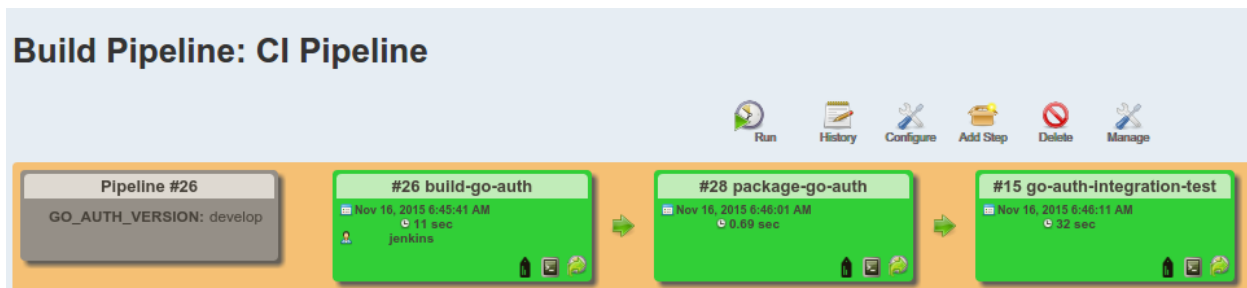 Build Pipeline: CI Pipeline
Run History Configure Add Step Delete Manage
Pipeline #26
GO_AUTH_VERSION: develop
#26 build-go-auth
Nov 16, 2015 6:45:41 AM
11 sec
jenkins
#28 package-go-auth
Nov 16, 2015 6:46:01 AM
0.69 sec
#15 go-auth-integration-test
Nov 16, 2015 6:46:11 AM
32 sec